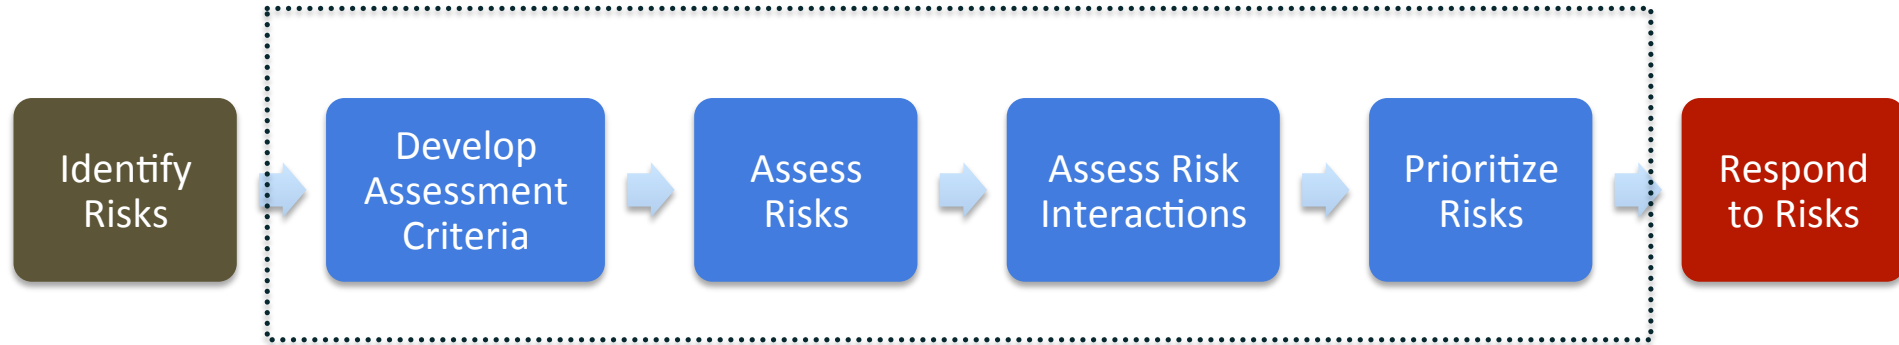 Identify
Risks
Develop
Assessment
Criteria
Assess
Risks
Assess Risk
Interactions
Prioritize
Risks
Respond
to Risks